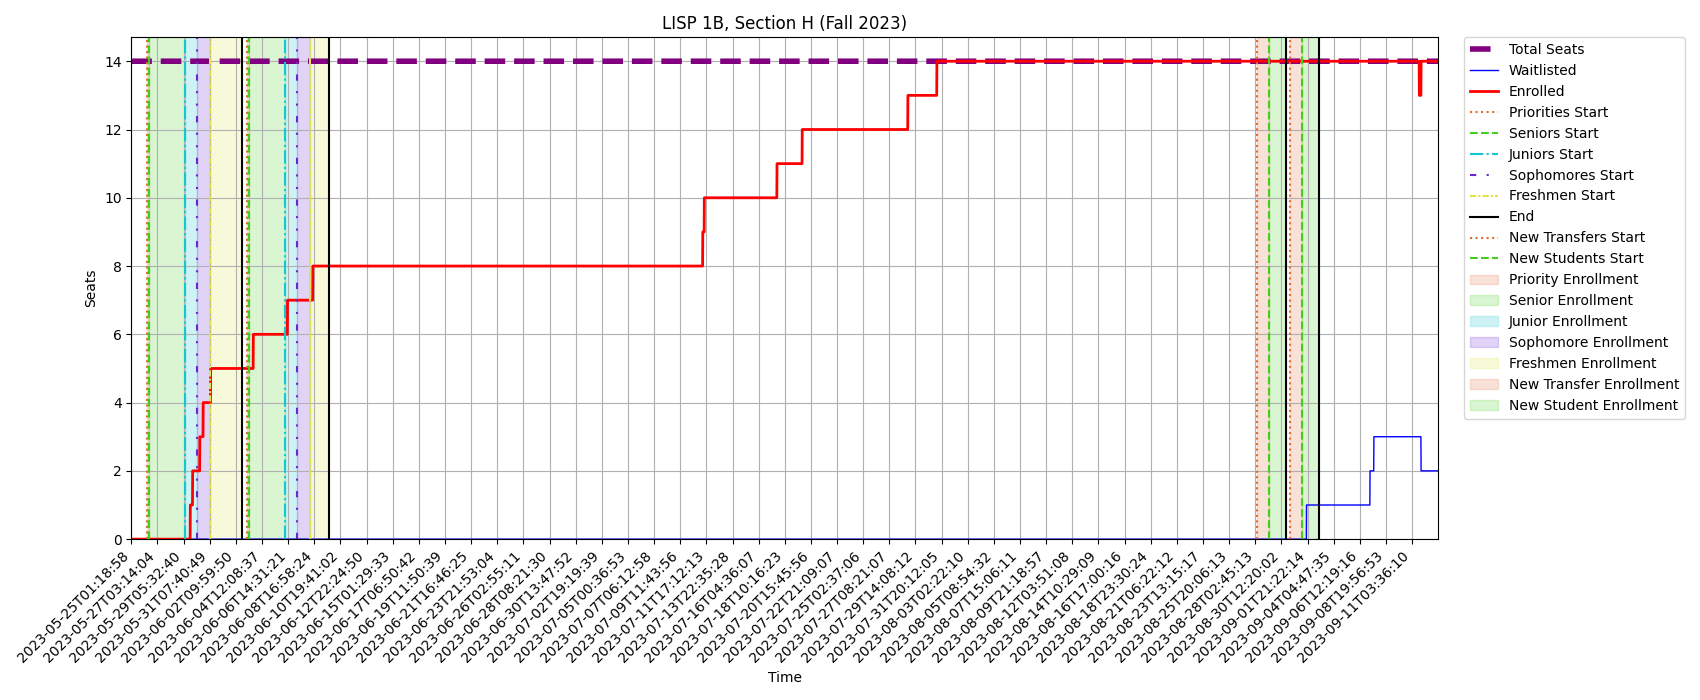 LISP 1B, Section H (Fall 2023)
Seats
14
12
10
8
6
4
2
0
2023-05-25T01:18:58
2023-05-27T03:14:04
2023-05-29T05:32:40
2023-05-31T07:40:49
2023-06-02T09:59:50
2023-06-04T12:08:37
2023-06-06T14:31:21
2023-06-08T16:58:24
2023-06-10T19:41:02
2023-06-12T22:24:50
2023-06-15T01:29:33
2023-06-17T06:50:42
2023-06-19T11:50:39
2023-06-21T16:46:25
2023-06-23T21:53:04
2023-06-26T02:55:11
2023-06-28T08:21:30
2023-06-30T13:47:52
2023-07-02T19:19:39
2023-07-05T00:36:53
2023-07-07T06:12:58
2023-07-09T11:43:56
2023-07-11T17:12:13
2023-07-13T22:35:28
2023-07-16T04:36:07
2023-07-18T10:16:23
2023-07-20T15:45:56
2023-07-22T21:09:07
2023-07-25T02:37:06
2023-07-27T08:21:07
2023-07-29T14:08:12
2023-07-31T20:12:05
2023-08-03T02:22:10
2023-08-05T08:54:32
2023-08-07T15:06:11
2023-08-09T21:18:57
2023-08-12T03:51:08
2023-08-14T10:29:09
2023-08-16T17:00:16
2023-08-18T23:30:24
2023-08-21T06:22:12
2023-08-23T13:15:17
2023-08-25T20:06:13
2023-08-28T02:45:13
2023-08-30T12:20:02
2023-09-01T21:22:14
2023-09-04T04:47:35
2023-09-06T12:19:16
2023-09-08T19:56:53
2023-09-11T03:36:10
Time
Total Seats
Waitlisted
Enrolled
Priorities Start
Seniors Start
Juniors Start
Sophomores Start
Freshmen Start
End
New Transfers Start
New Students Start
Priority Enrollment
Senior Enrollment
Junior Enrollment
Sophomore Enrollment
Freshmen Enrollment
New Transfer Enrollment
New Student Enrollment